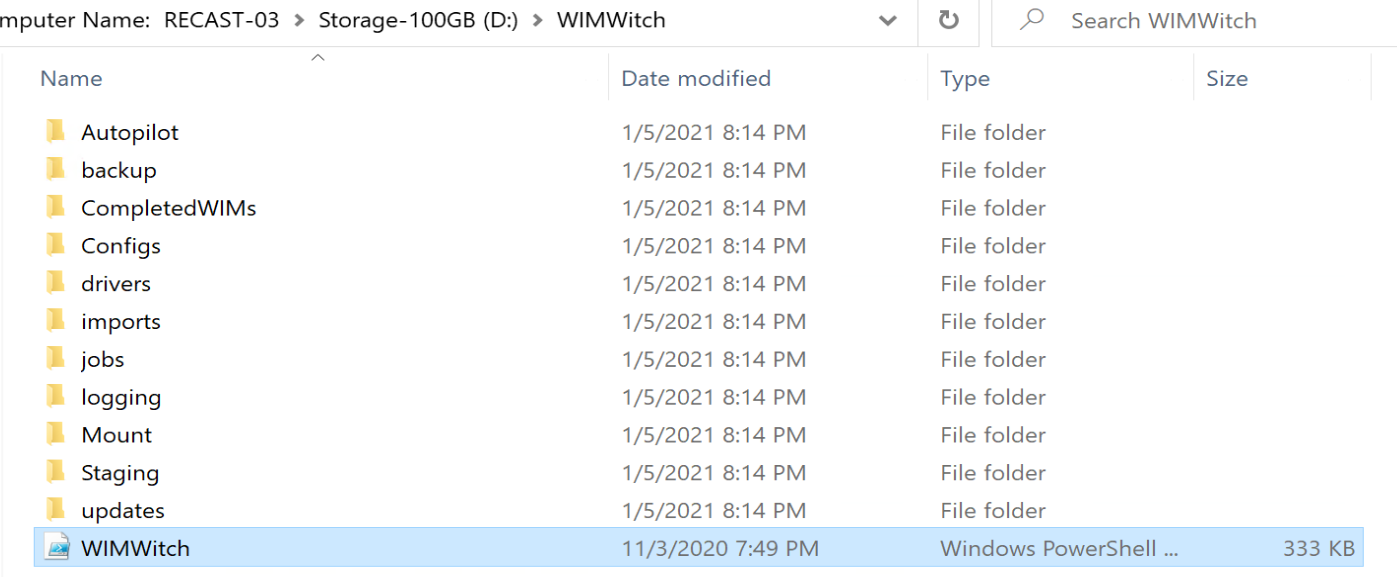 mputer Name: RECAST-03 > Storage-100GB (D:) > WIMWitch Search WIMWitch
Name Date modified Type Size
Autopilot 1/5/2021 8:14 PM File folder
backup 1/5/2021 8:14 PM File folder
CompletedWIMs 1/5/2021 8:14 PM File folder
Configs 1/5/2021 8:14 PM File folder
drivers 1/5/2021 8:14 PM File folder
imports 1/5/2021 8:14 PM File folder
jobs 1/5/2021 8:14 PM File folder
logging 1/5/2021 8:14 PM File folder
Mount 1/5/2021 8:14 PM File folder
Staging 1/5/2021 8:14 PM File folder
updates 1/5/2021 8:14 PM File folder
WIMWitch 11/3/2020 7:49 PM Windows PowerShell ... 333 KB